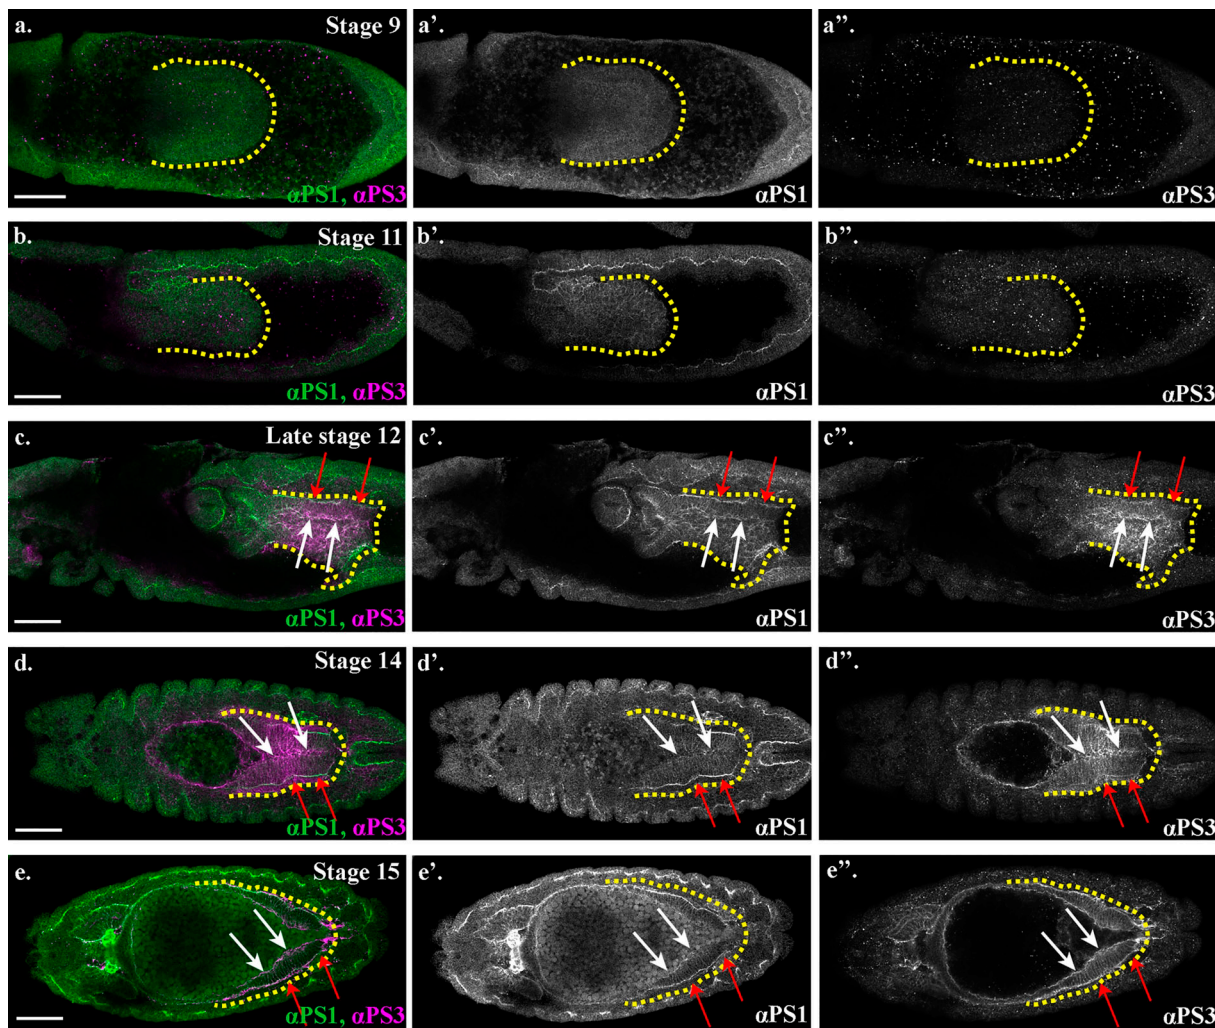 a. Stage 9 a’. a”.
αPS1, αPS3 αPS1 αPS3
b. Stage 11 b’. b”.
αPS1, αPS3 αPS1 αPS3
c. Late stage 12 c’. c”.
αPS1, αPS3 αPS1 αPS3
d. Stage 14 d’. d”.
αPS1, αPS3 αPS1 αPS3
e. Stage 15 e’. e”.
αPS1, αPS3 αPS1 αPS3